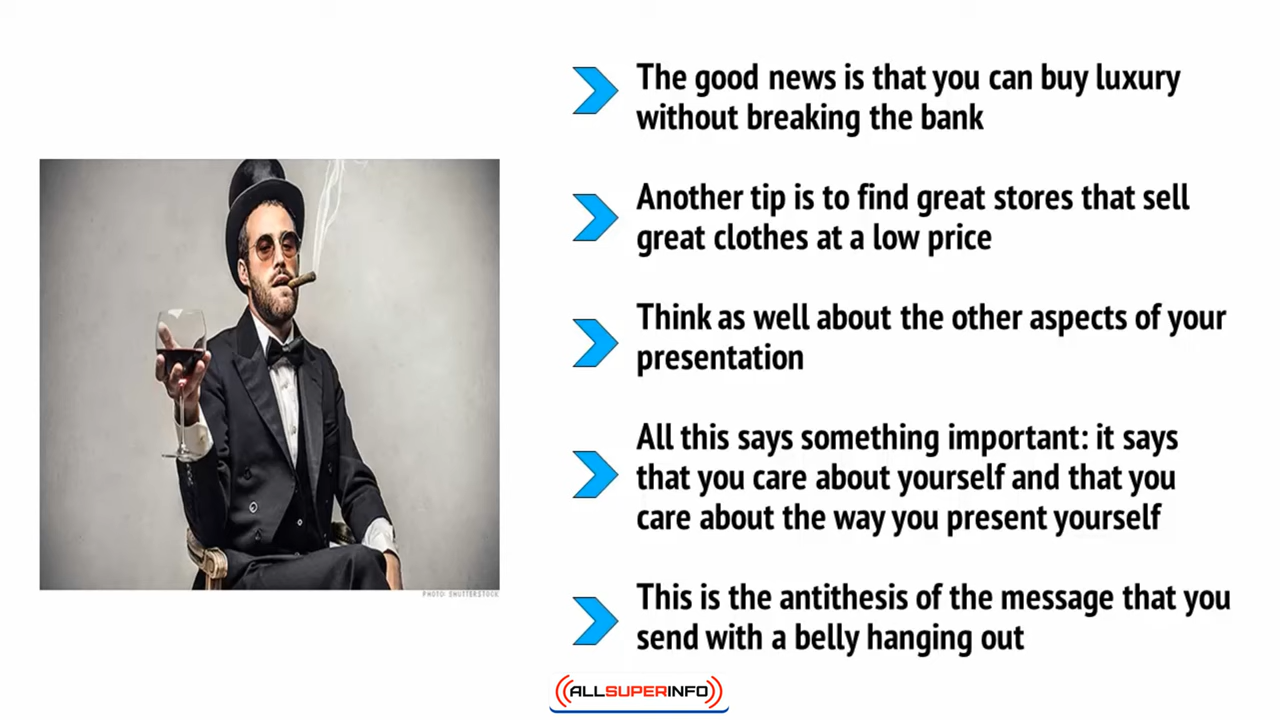 The good news is that you can buy luxury
without breaking the bank
Another tip is to find great stores that sell
great clothes at a low price
Think as well about the other aspects of your
presentation
All this says something important: it says
that you care about yourself and that you
care about the way you present yourself
This is the antithesis of the message that you
send with a belly hanging out
PHOTO: SHUTTERSTOCK
ALLSUPERINFO